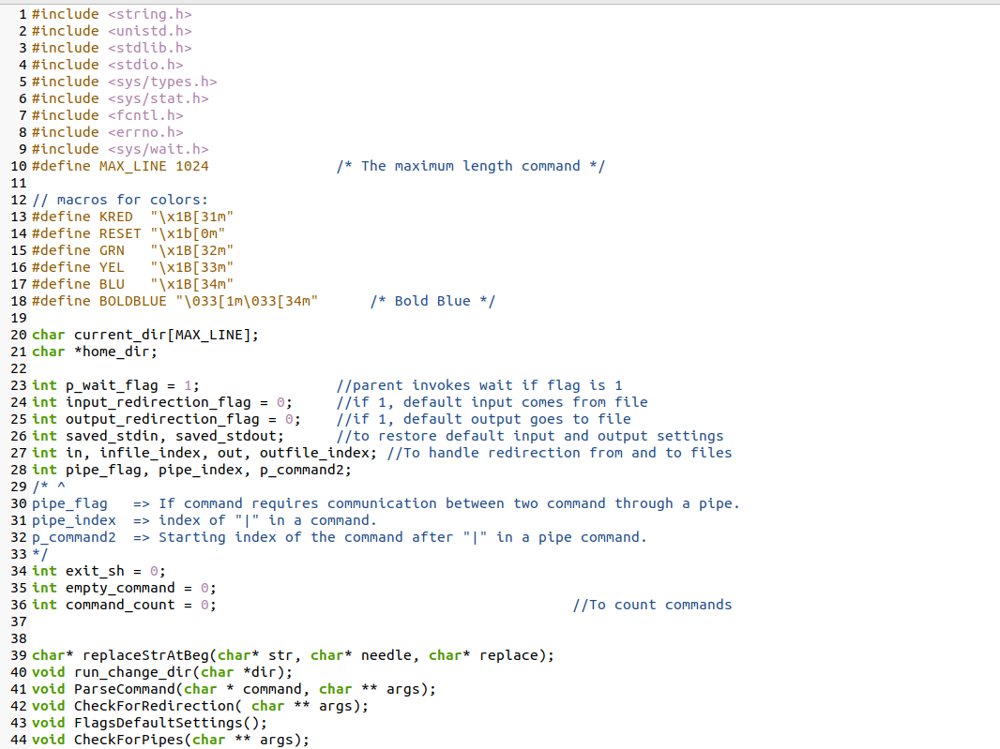 1 #include <string.h>
2 #include <unistd.h>
3 #include <stdlib.h>
4 #include <stdio.h>
5 #include <sys/types.h>
6 #include <sys/stat.h>
7 #include <fcntl.h>
8 #include <errno.h>
9 #include <sys/wait.h>
10 #define MAX_LINE 1024               /* The maximum length command */
11
12 // macros for colors:
13 #define KRED  "\x1B[31m"
14 #define RESET "\x1b[0m"
15 #define GRN   "\x1B[32m"
16 #define YEL   "\x1B[33m"
17 #define BLU   "\x1B[34m"
18 #define BOLDBLUE "\033[1m\033[34m"      /* Bold Blue */
19
20 char current_dir[MAX_LINE];
21 char *home_dir;
22
23 int p_wait_flag = 1;                //parent invokes wait if flag is 1
24 int input_redirection_flag = 0;     //if 1, default input comes from file
25 int output_redirection_flag = 0;    //if 1, default output goes to file
26 int saved_stdin, saved_stdout;      //to restore default input and output settings
27 int in, infile_index, out, outfile_index; //To handle redirection from and to files
28 int pipe_flag, pipe_index, p_command2;
29 /* ^
30 pipe_flag   => If command requires communication between two command through a pipe.
31 pipe_index  => index of "|" in a command.
32 p_command2  => Starting index of the command after "|" in a pipe command.
33 */
34 int exit_sh = 0;
35 int empty_command = 0;
36 int command_count = 0;                                          //To count commands
37
38
39 char* replaceStrAtBeg(char* str, char* needle, char* replace);
40 void run_change_dir(char *dir);
41 void ParseCommand(char * command, char ** args);
42 void CheckForRedirection( char ** args);
43 void FlagsDefaultSettings();
44 void CheckForPipes(char ** args);